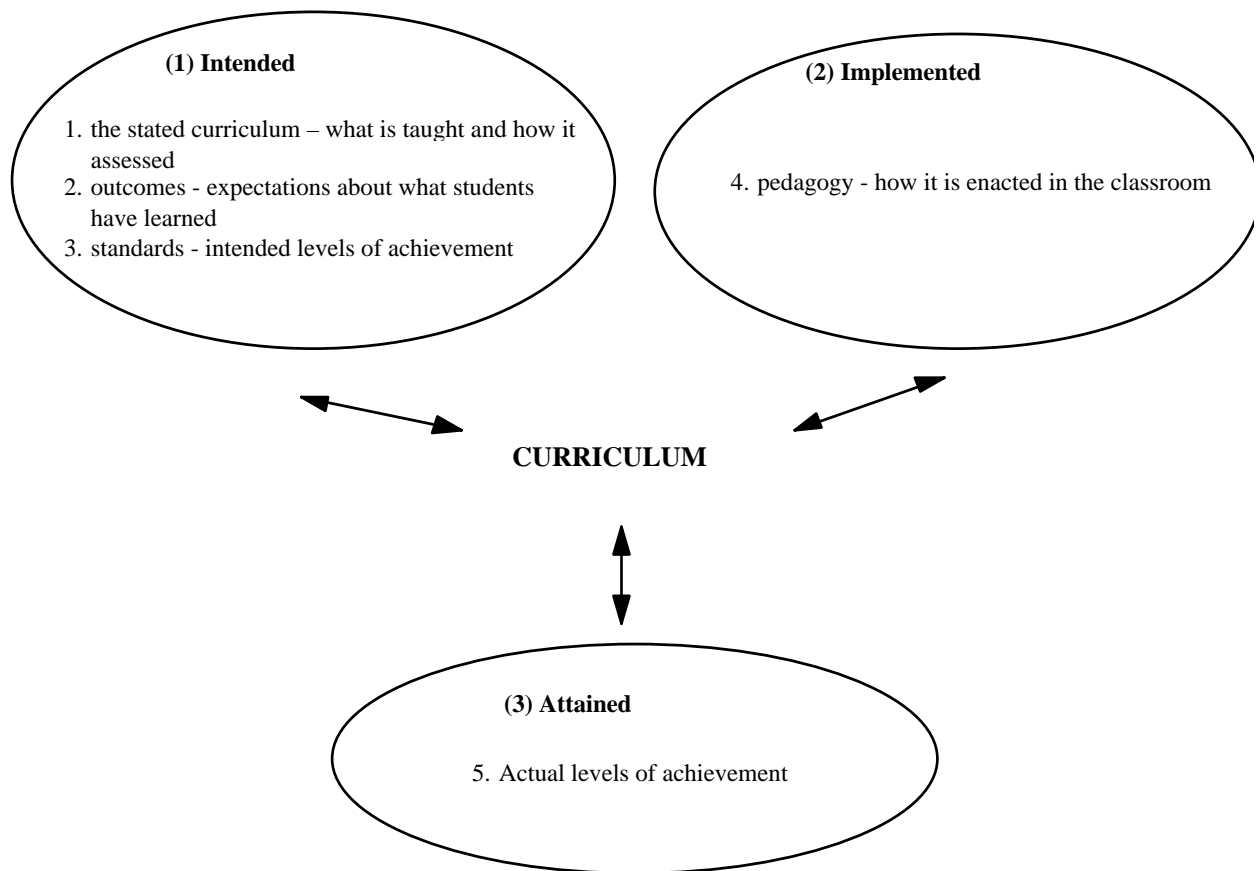 (1) Intended
1. the stated curriculum – what is taught and how it
assessed
2. outcomes - expectations about what students
have learned
3. standards - intended levels of achievement
(2) Implemented
4. pedagogy - how it is enacted in the classroom
CURRICULUM
(3) Attained
5. Actual levels of achievement